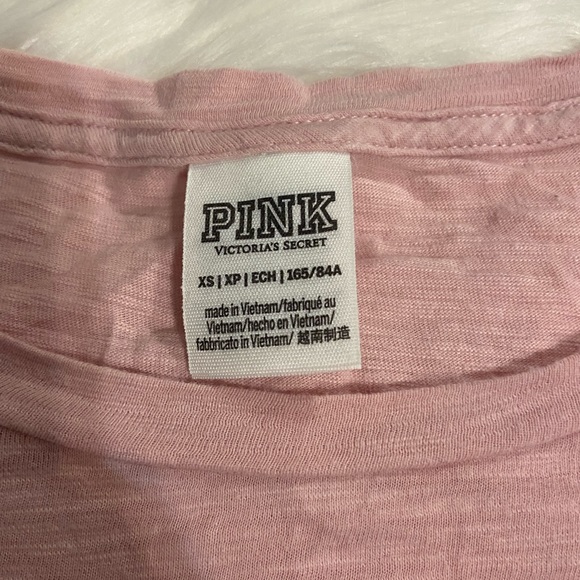 PINK
VICTORIA'S SECRET
XS | XP | ECH | 165/84A
made in Vietnam/fabriqué au
Vietnam/hecho en Vietnam/
fabbricato in Vietnam/ 越南制造